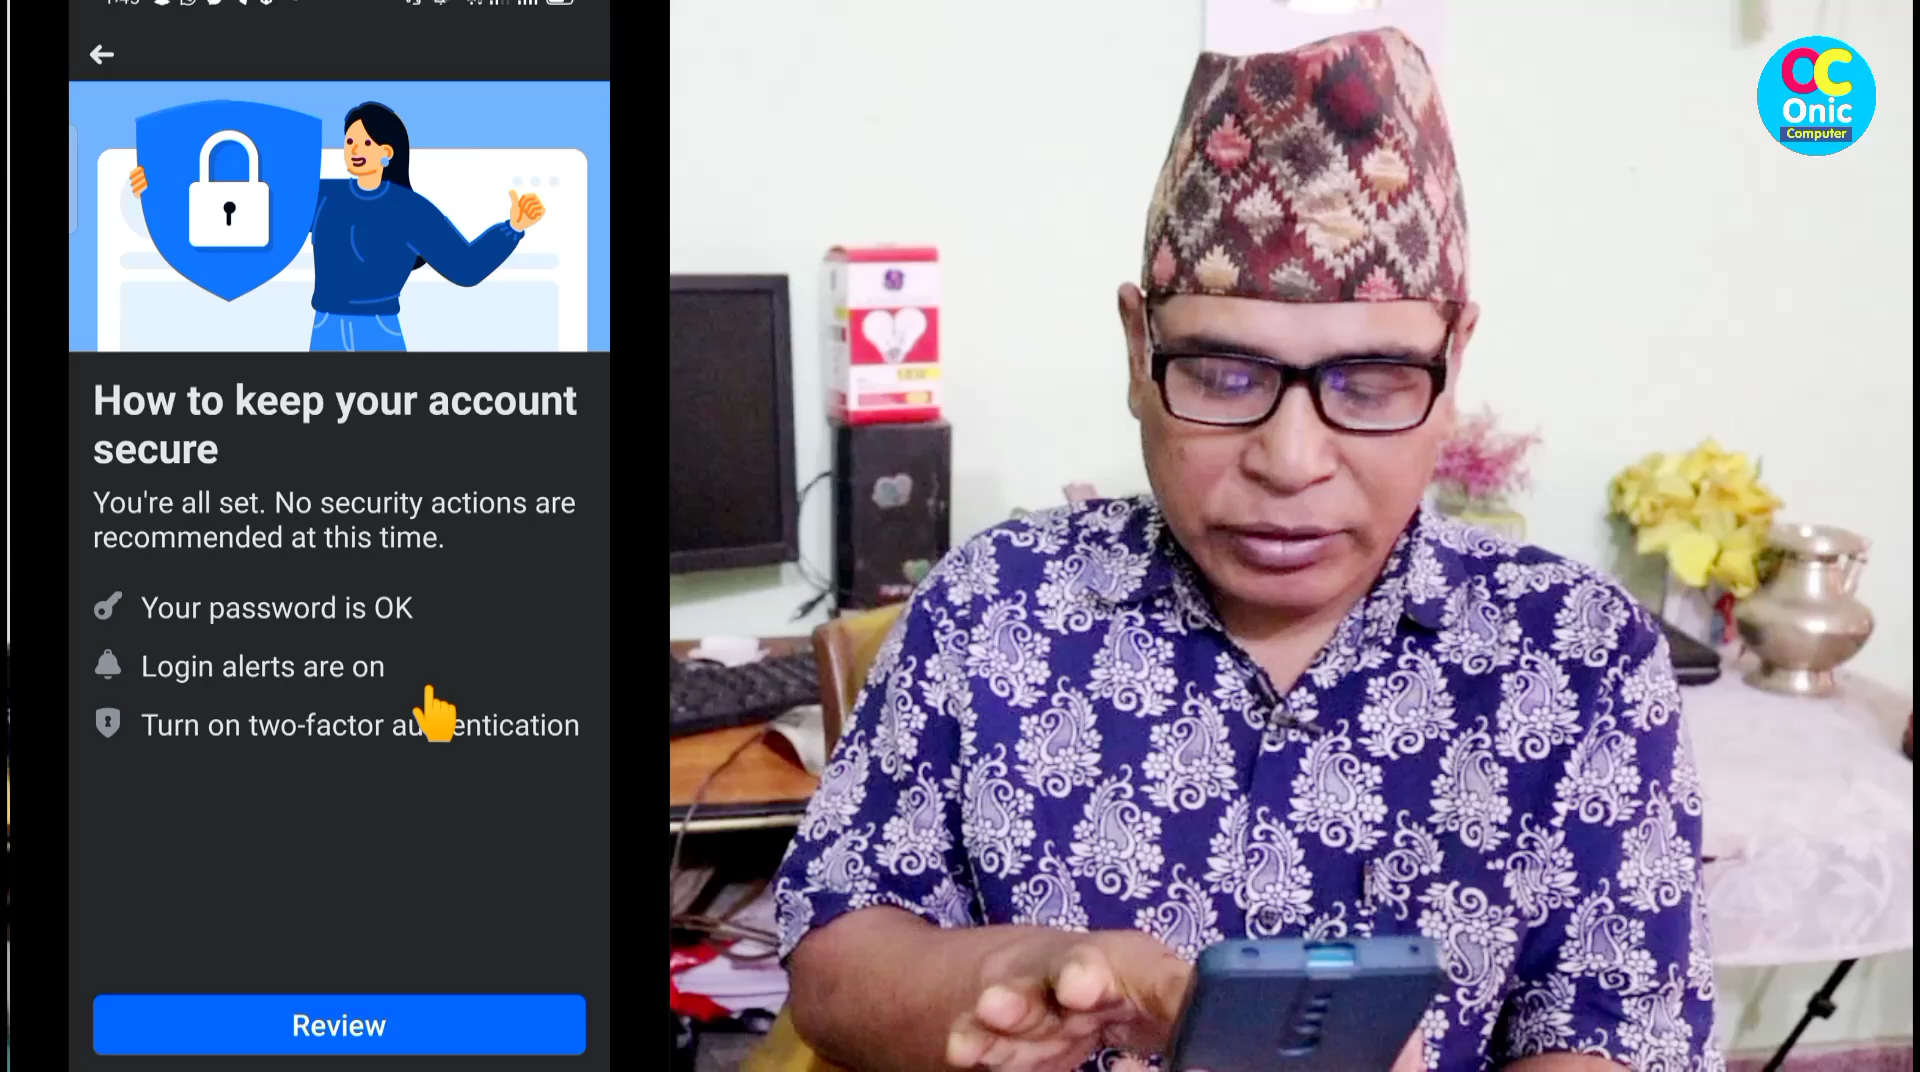 How to keep your account
secure
You're all set. No security actions are
recommended at this time.
Your password is OK
Login alerts are on
Turn on two-factor au entication
Review
OC
Onic
Computer